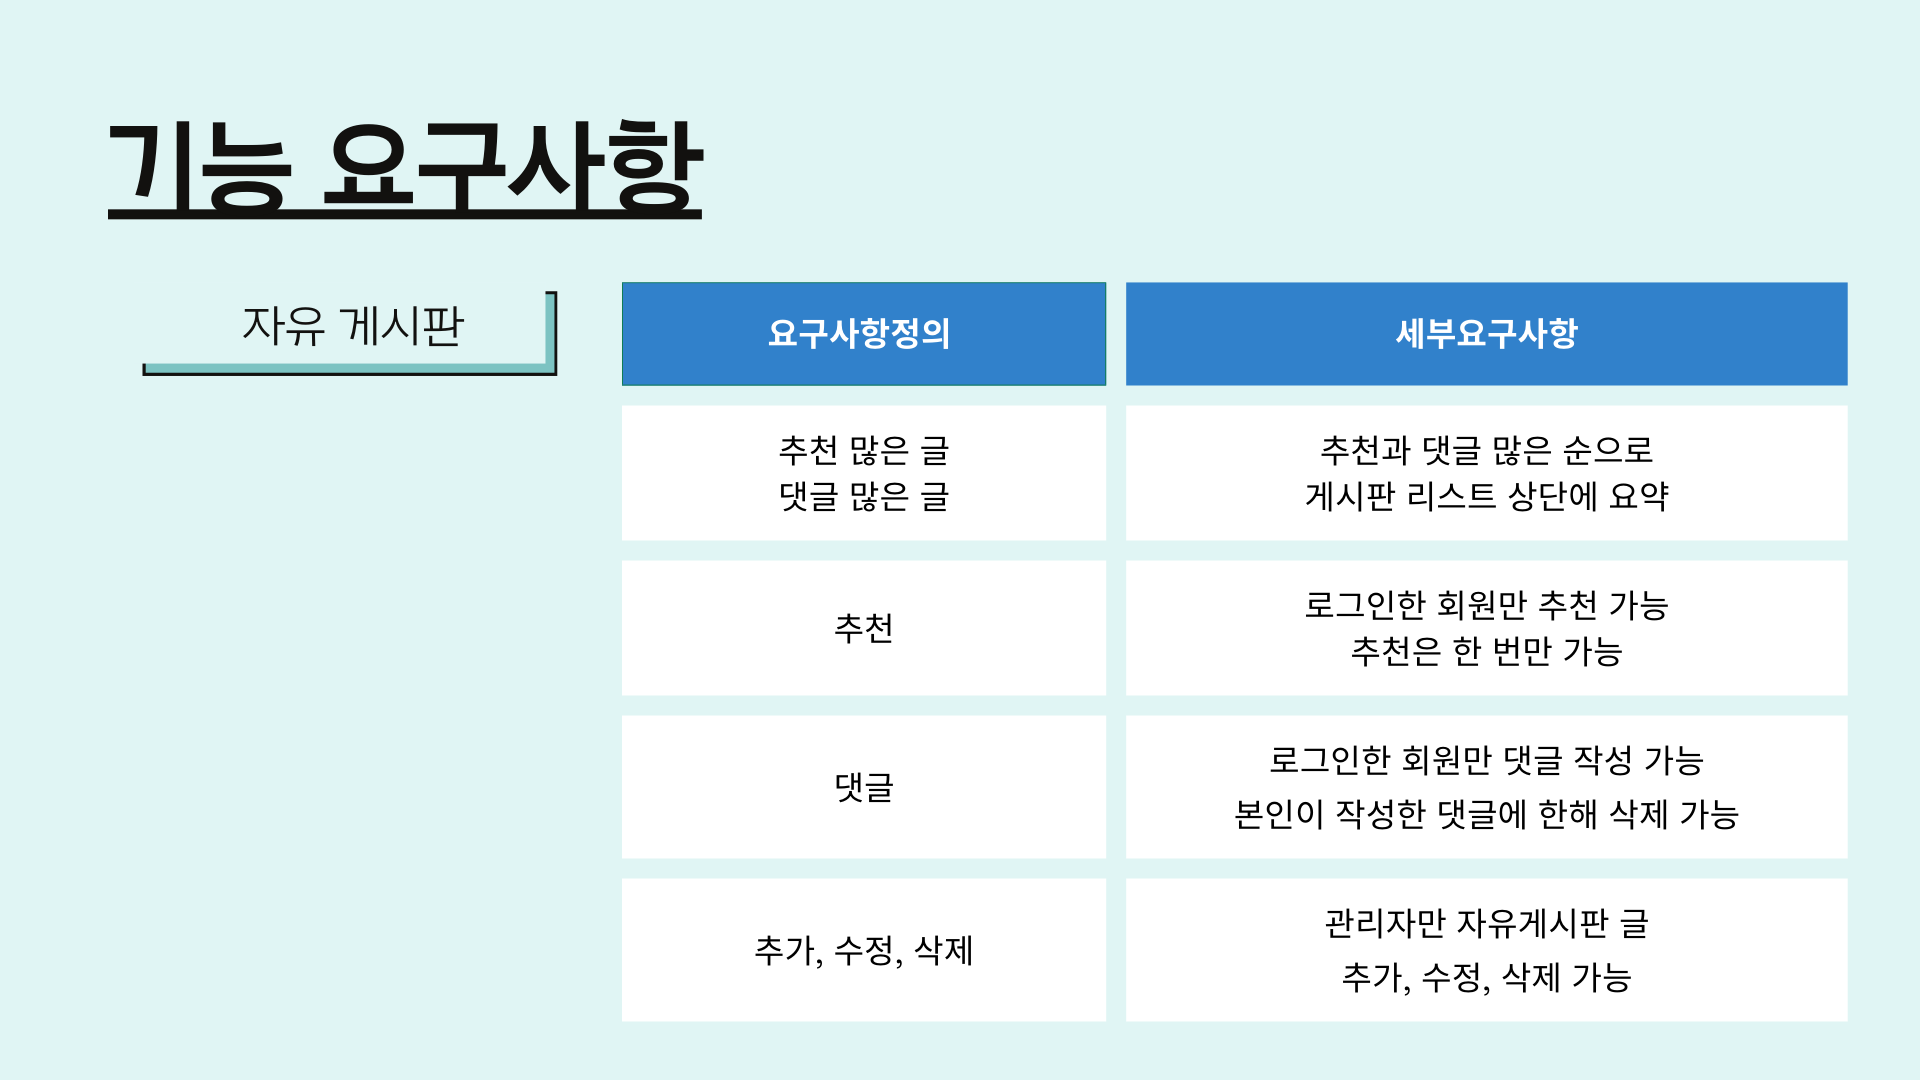 기능 요구사항
자유 게시판
요구사항정의
세부요구사항
추천 많은 글
댓글 많은 글
추천과 댓글 많은 순으로
게시판 리스트 상단에 요약
추천
로그인한 회원만 추천 가능
추천은 한 번만 가능
댓글
로그인한 회원만 댓글 작성 가능
본인이 작성한 댓글에 한해 삭제 가능
추가, 수정, 삭제
관리자만 자유게시판 글
추가, 수정, 삭제 가능